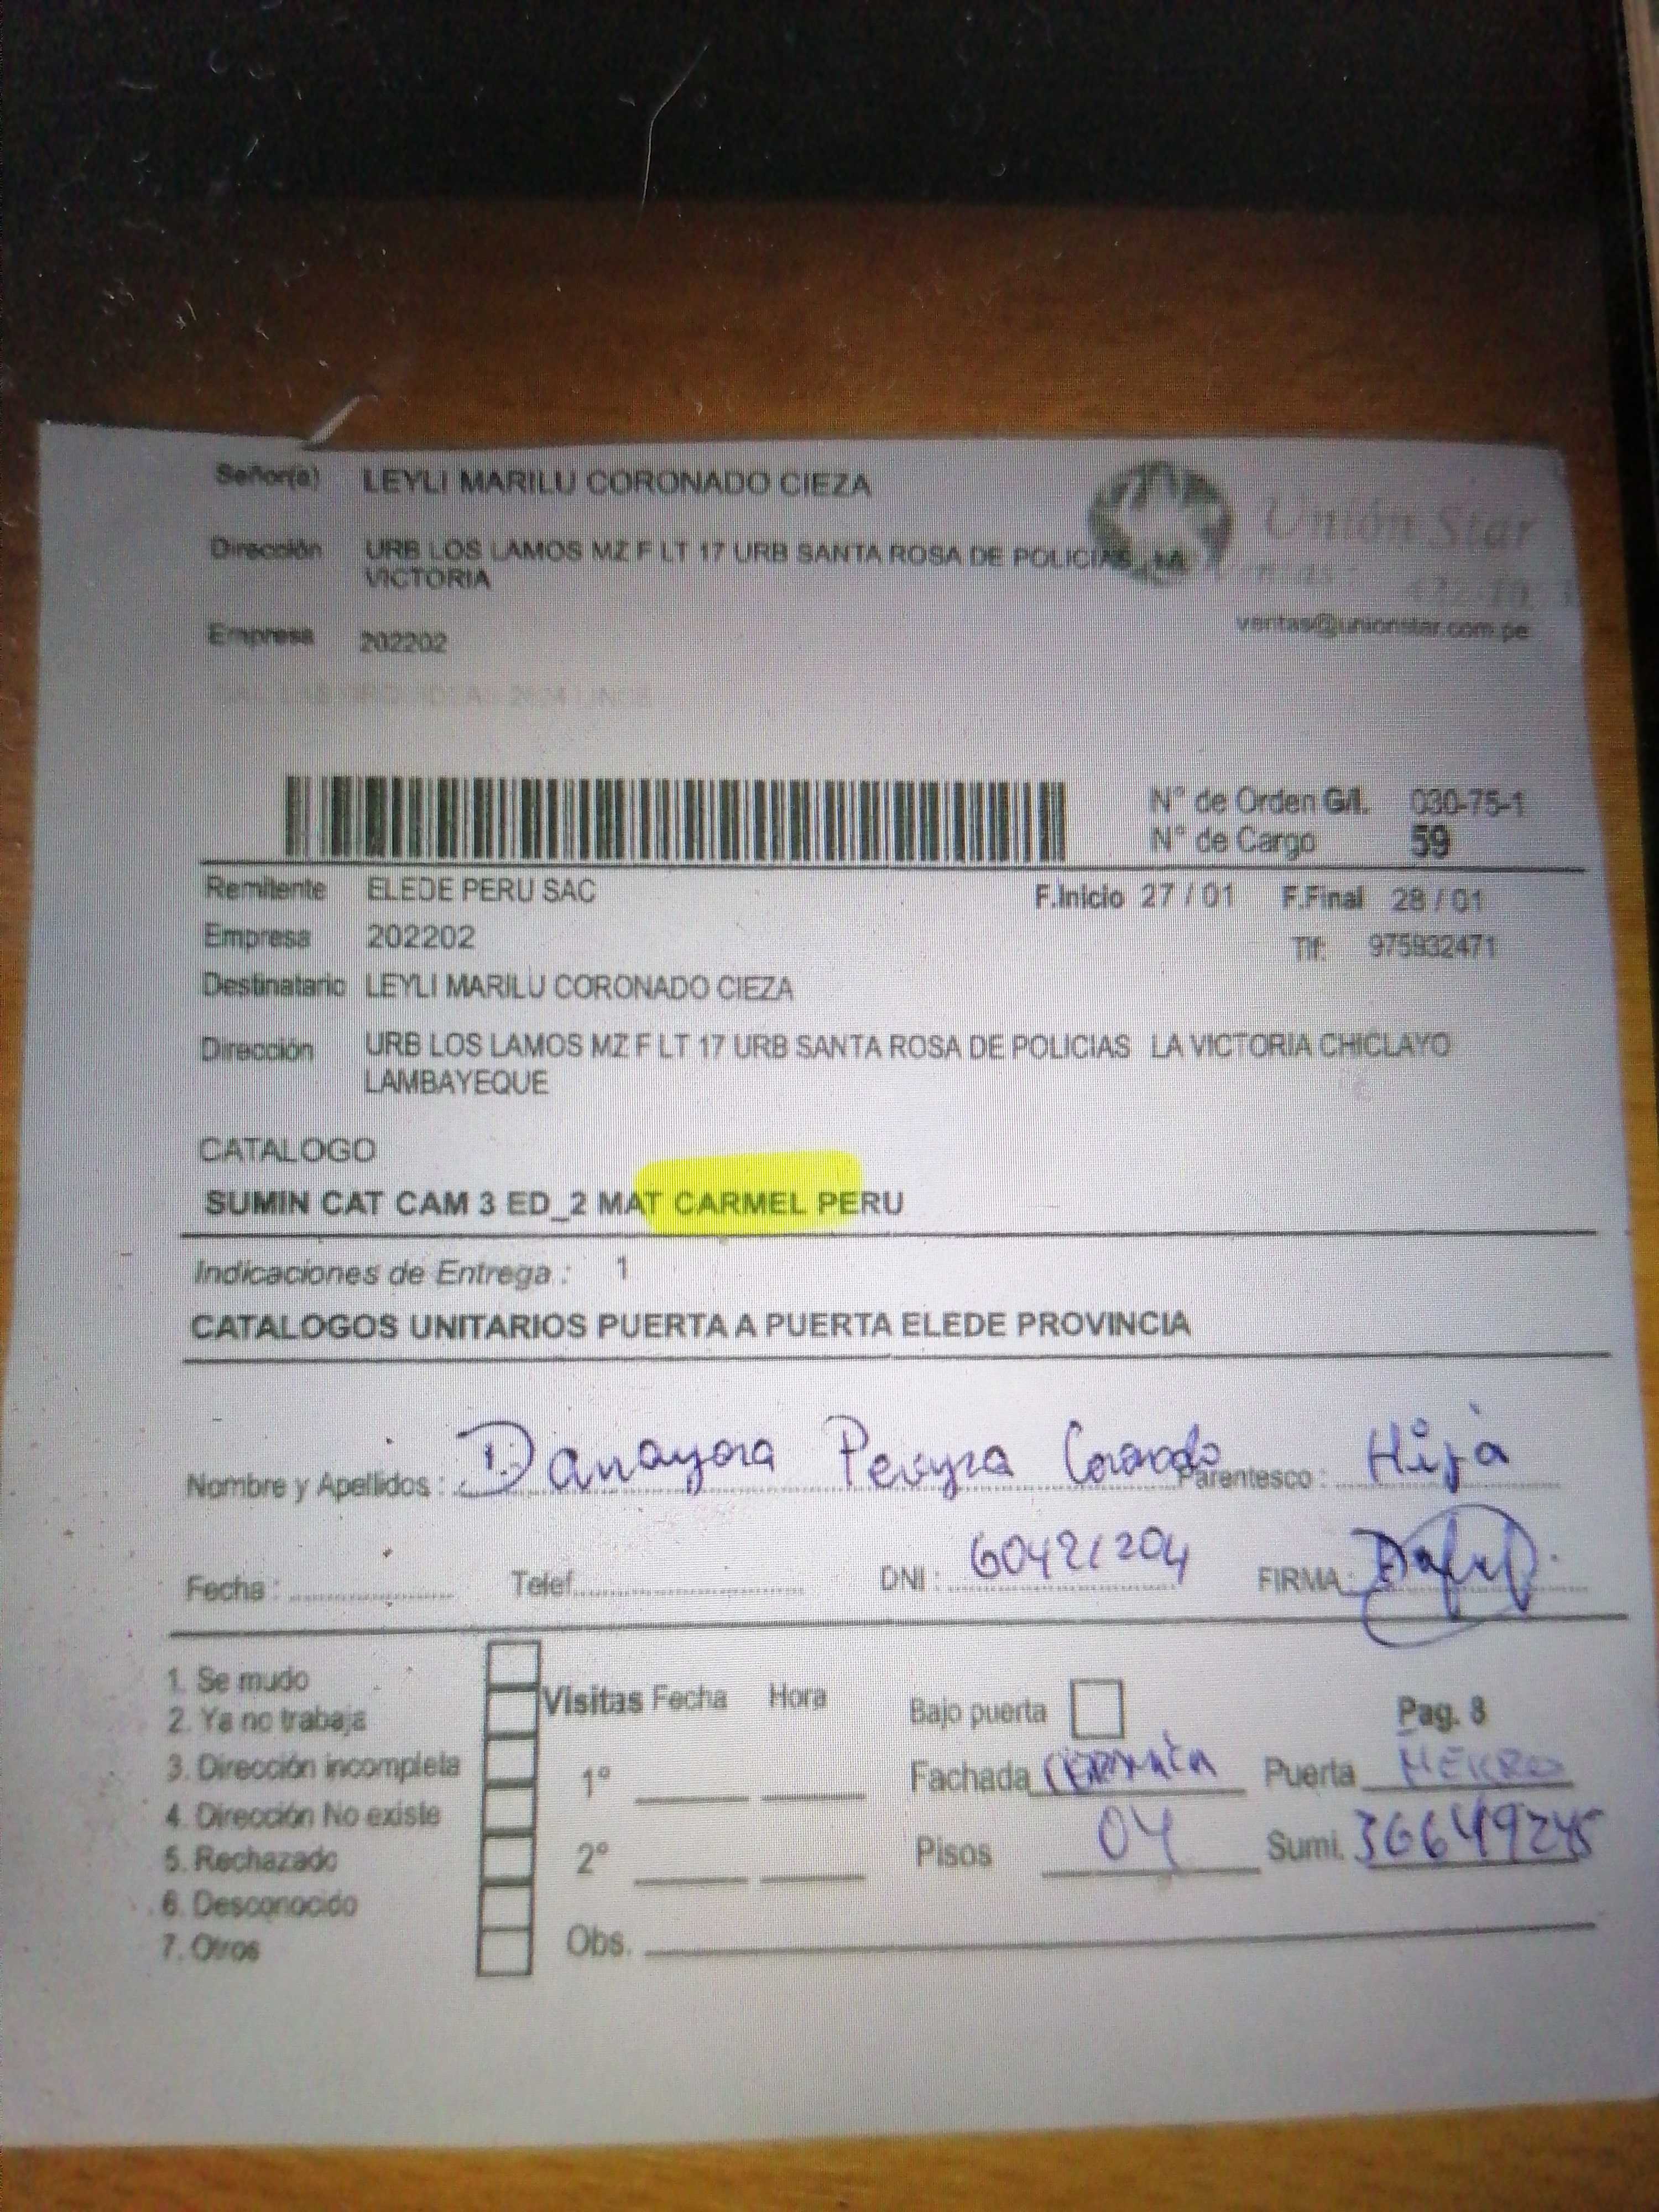 Señor(a) LEYLI MARILU CORONADO CIEZA
Unión Star
Dirección URB LOS LAMOS MZ F LT 17 URB SANTA ROSA DE POLICIAS LA
VICTORIA
ventas@unionstar.com.pe
Empresa 202202
N° de Orden G/I. 030-75-1
N° de Cargo 59
Remitente ELEDE PERU SAC F.Inicio 27 / 01 F.Final 28 / 01
Empresa 202202 Tlf: 975932471
Destinatario LEYLI MARILU CORONADO CIEZA
Dirección URB LOS LAMOS MZ F LT 17 URB SANTA ROSA DE POLICIAS LA VICTORIA CHICLAYO
LAMBAYEQUE
CATALOGO
SUMIN CAT CAM 3 ED_2 MAT CARMEL PERU
Indicaciones de Entrega : 1
CATALOGOS UNITARIOS PUERTA A PUERTA ELEDE PROVINCIA
Nombre y Apellidos : Danayora Coronado Parentesco : Hija
Fecha : Telef. DNI : 60421204 FIRMA :
1. Se mudo
2. Ya no trabaja
3. Dirección incompleta
4. Dirección No existe
5. Rechazado
6. Desconocido
7. Otros
Visitas Fecha Hora
1°
2°
Obs.
Bajo puerta Pag. 8
Fachada Puerta
Pisos 04 Sumi. 36649245